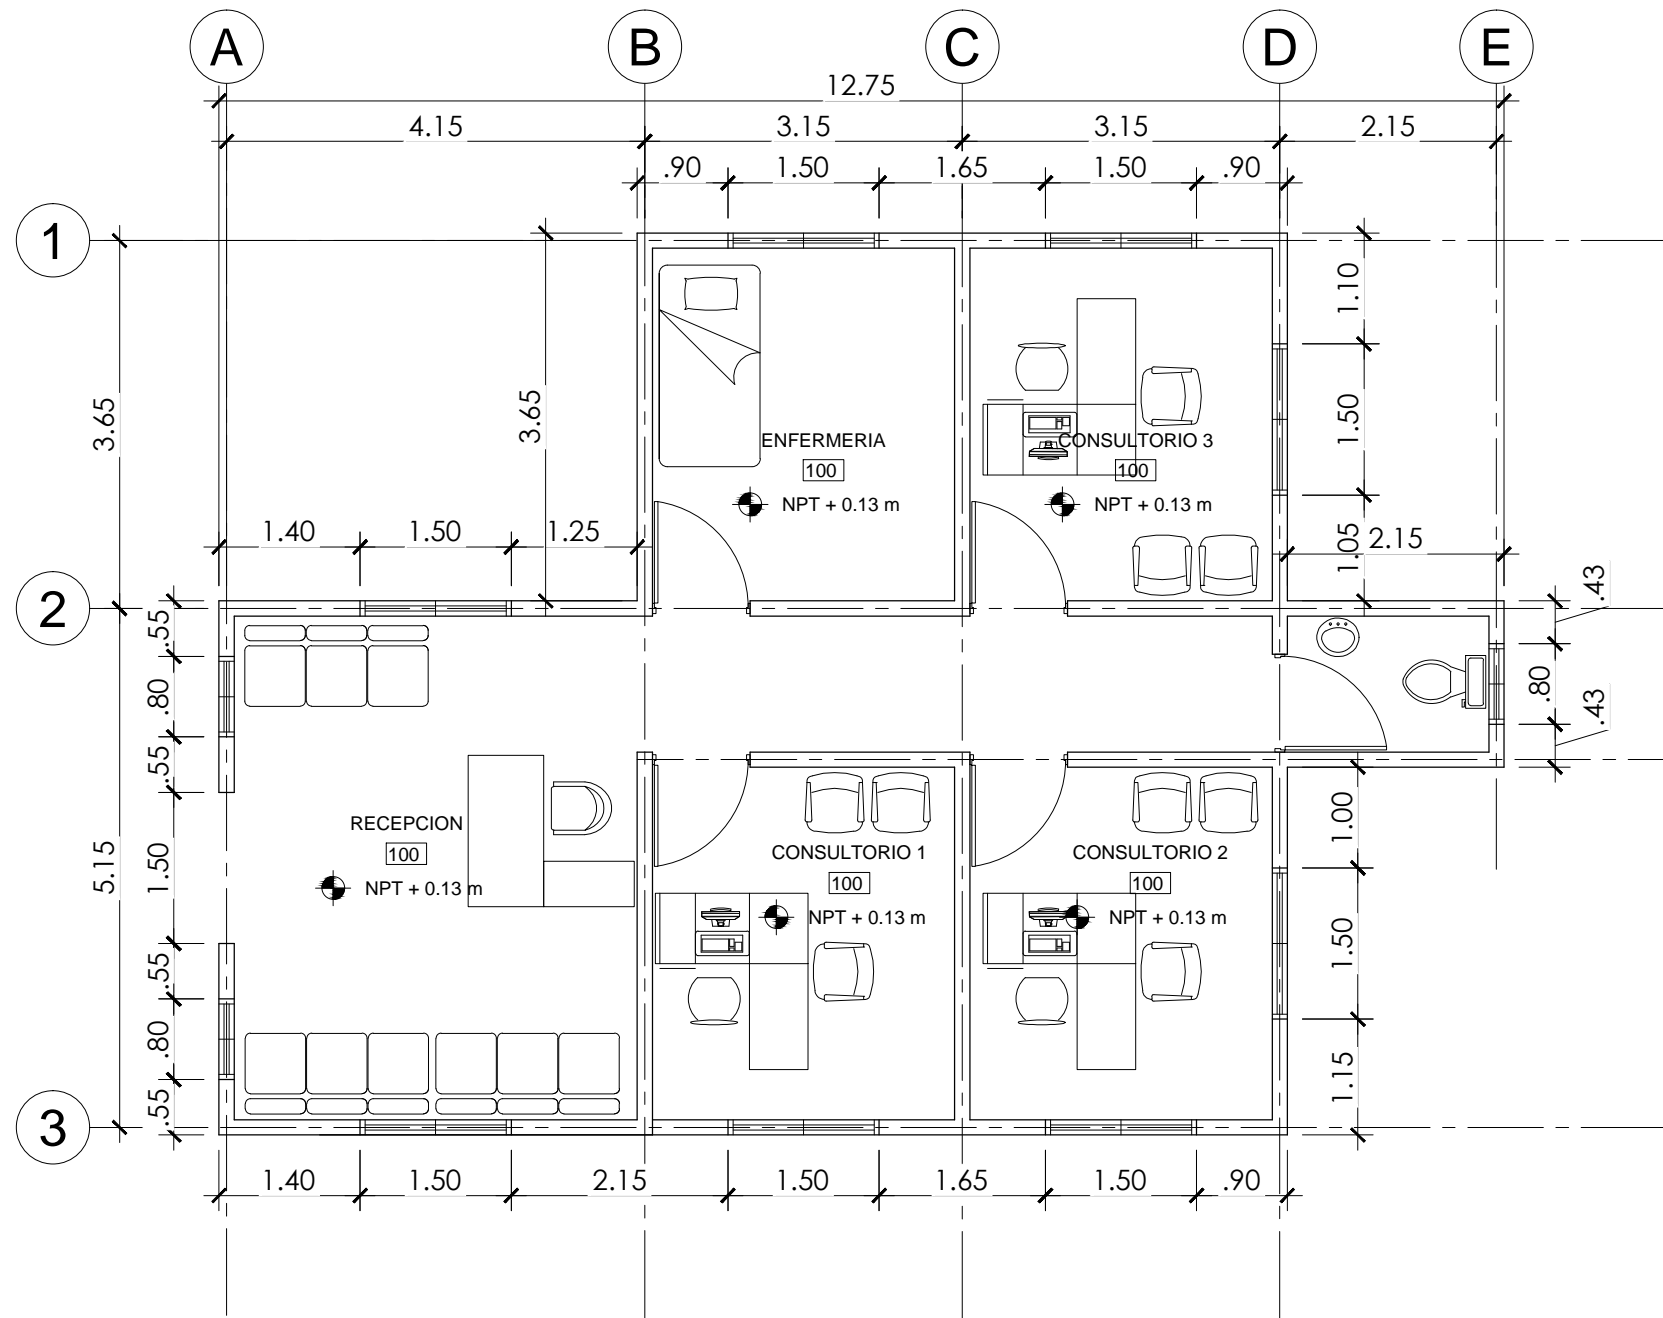 A B C D E
12.75
4.15 3.15 3.15 2.15
.90 1.50 1.65 1.50 .90
1
1.10
3.65
3.65
1.50
ENFERMERIA
100
NPT + 0.13 m
CONSULTORIO 3
100
NPT + 0.13 m
1.40 1.50 1.25
1.05
2.15
2
.43
.55
.80
.55
.80
.43
1.50
5.15
RECEPCION
100
NPT + 0.13 m
CONSULTORIO 1
100
NPT + 0.13 m
CONSULTORIO 2
100
NPT + 0.13 m
1.00
1.50
1.15
.55
.80
.55
3
1.40 1.50 2.15 1.50 1.65 1.50 .90